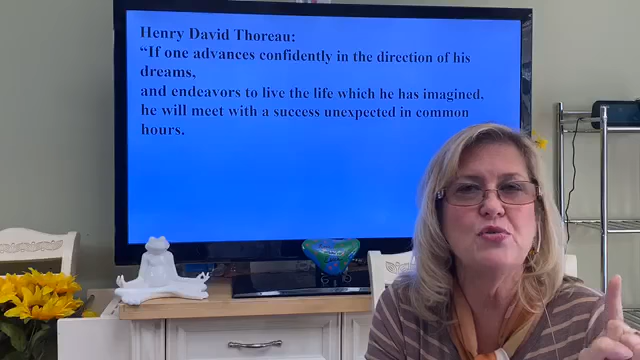 Henry David Thoreau:
“If one advances confidently in the direction of his
dreams,
and endeavors to live the life which he has imagined.
he will meet with a success unexpected in common
hours.